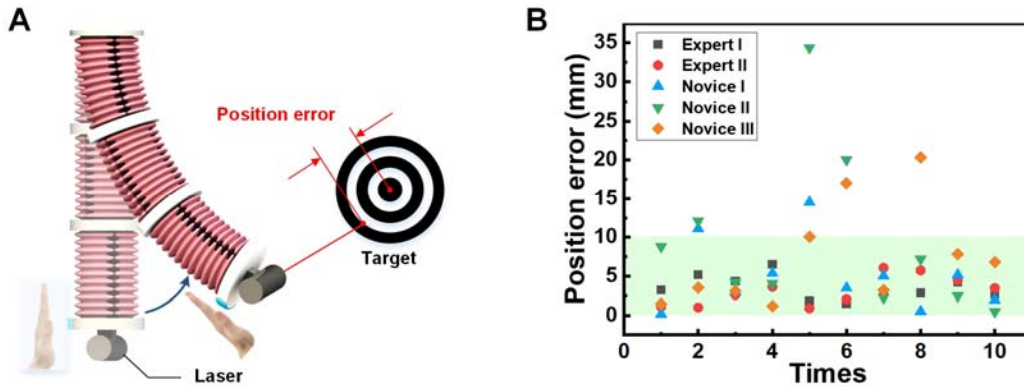 A
Position error
Target
Laser
B
Position error (mm)
35
30
25
20
15
10
5
0
Expert I
Expert II
Novice I
Novice II
Novice III
0 2 4 6 8 10
Times